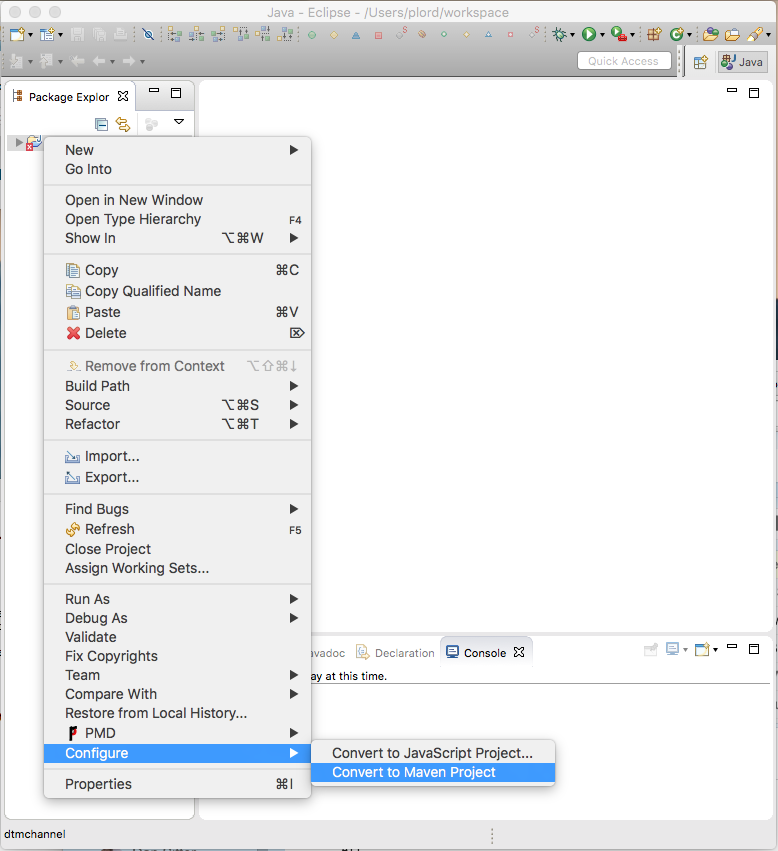 Java - Eclipse - /Users/plord/workspace
Quick Access
Java
Package Explor
New
Go Into
Open in New Window
Open Type Hierarchy F4
Show In ⌥⌘W
Copy ⌘C
Copy Qualified Name
Paste ⌘V
Delete ⌦
Remove from Context ⌥⇧⌘↓
Build Path
Source ⌥⌘S
Refactor ⌥⌘T
Import...
Export...
Find Bugs
Refresh F5
Close Project
Assign Working Sets...
Run As
Debug As
Validate
Fix Copyrights
Team
Compare With
Restore from Local History...
PMD
Configure
Properties ⌘I
Convert to JavaScript Project...
Convert to Maven Project
avadoc Declaration Console
ay at this time.
dtmchannel